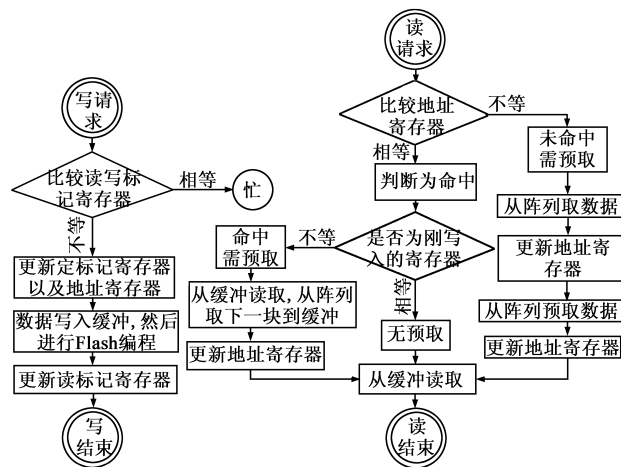 写请
求
比较读写标
记寄存器
相等
忙
不等
更新定标记寄存器
以及地址寄存器
数据写入缓冲,然后
进行Flash编程
更新读标记寄存器
写
结束
读
请求
比较地址
寄存器
不等
相等
判断为命中
是否为刚写
入的寄存器
不等
命中
需预取
从缓冲读取,从阵列
取下一块到缓冲
更新地址寄存器
相等
无预取
从缓冲读取
读
结束
未命中
需预取
从阵列取数据
更新地址寄
存器
从阵列预取数据
更新地址寄存器